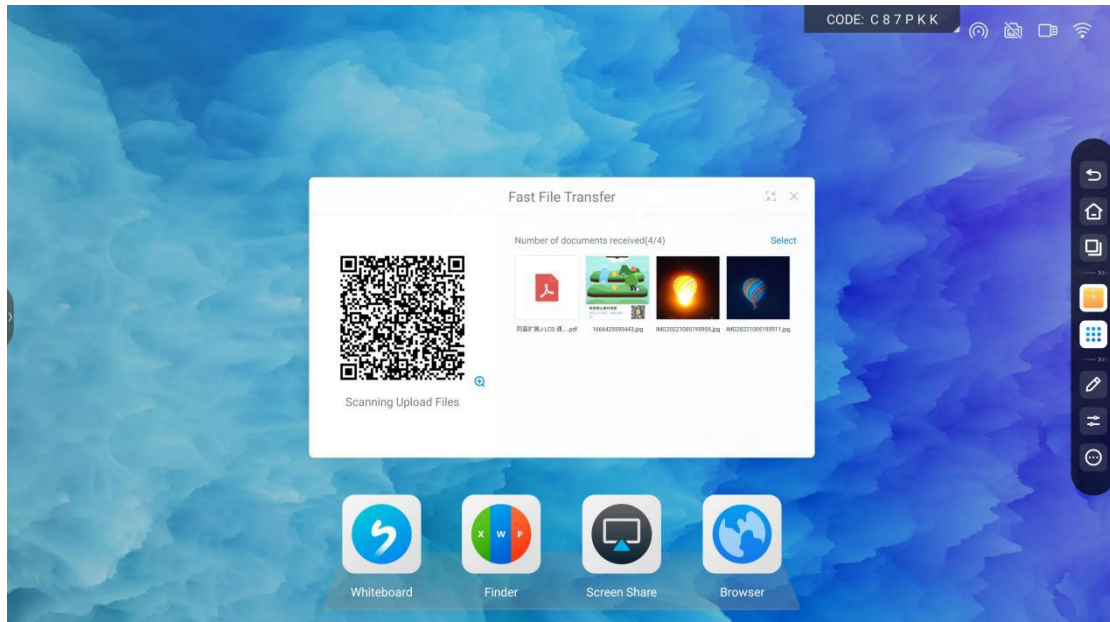 CODE: C 8 7 P K K
Fast File Transfer
Number of documents received(4/4)
Select
1666425593443.jpg
IMG20221005195905.jpg
IMG20221005195911.jpg
Scanning Upload Files
X W P
Whiteboard
Finder
Screen Share
Browser